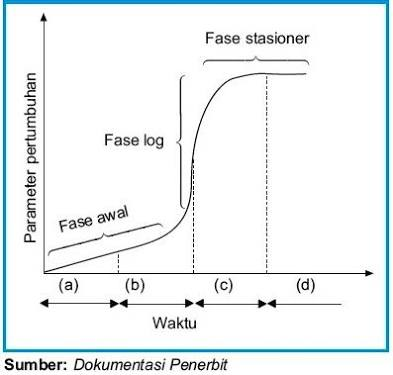 Fase stasioner
Parameter pertumbuhan
Fase log
Fase awal
(a) (b) (c) (d)
Waktu
Sumber: Dokumentasi Penerbit